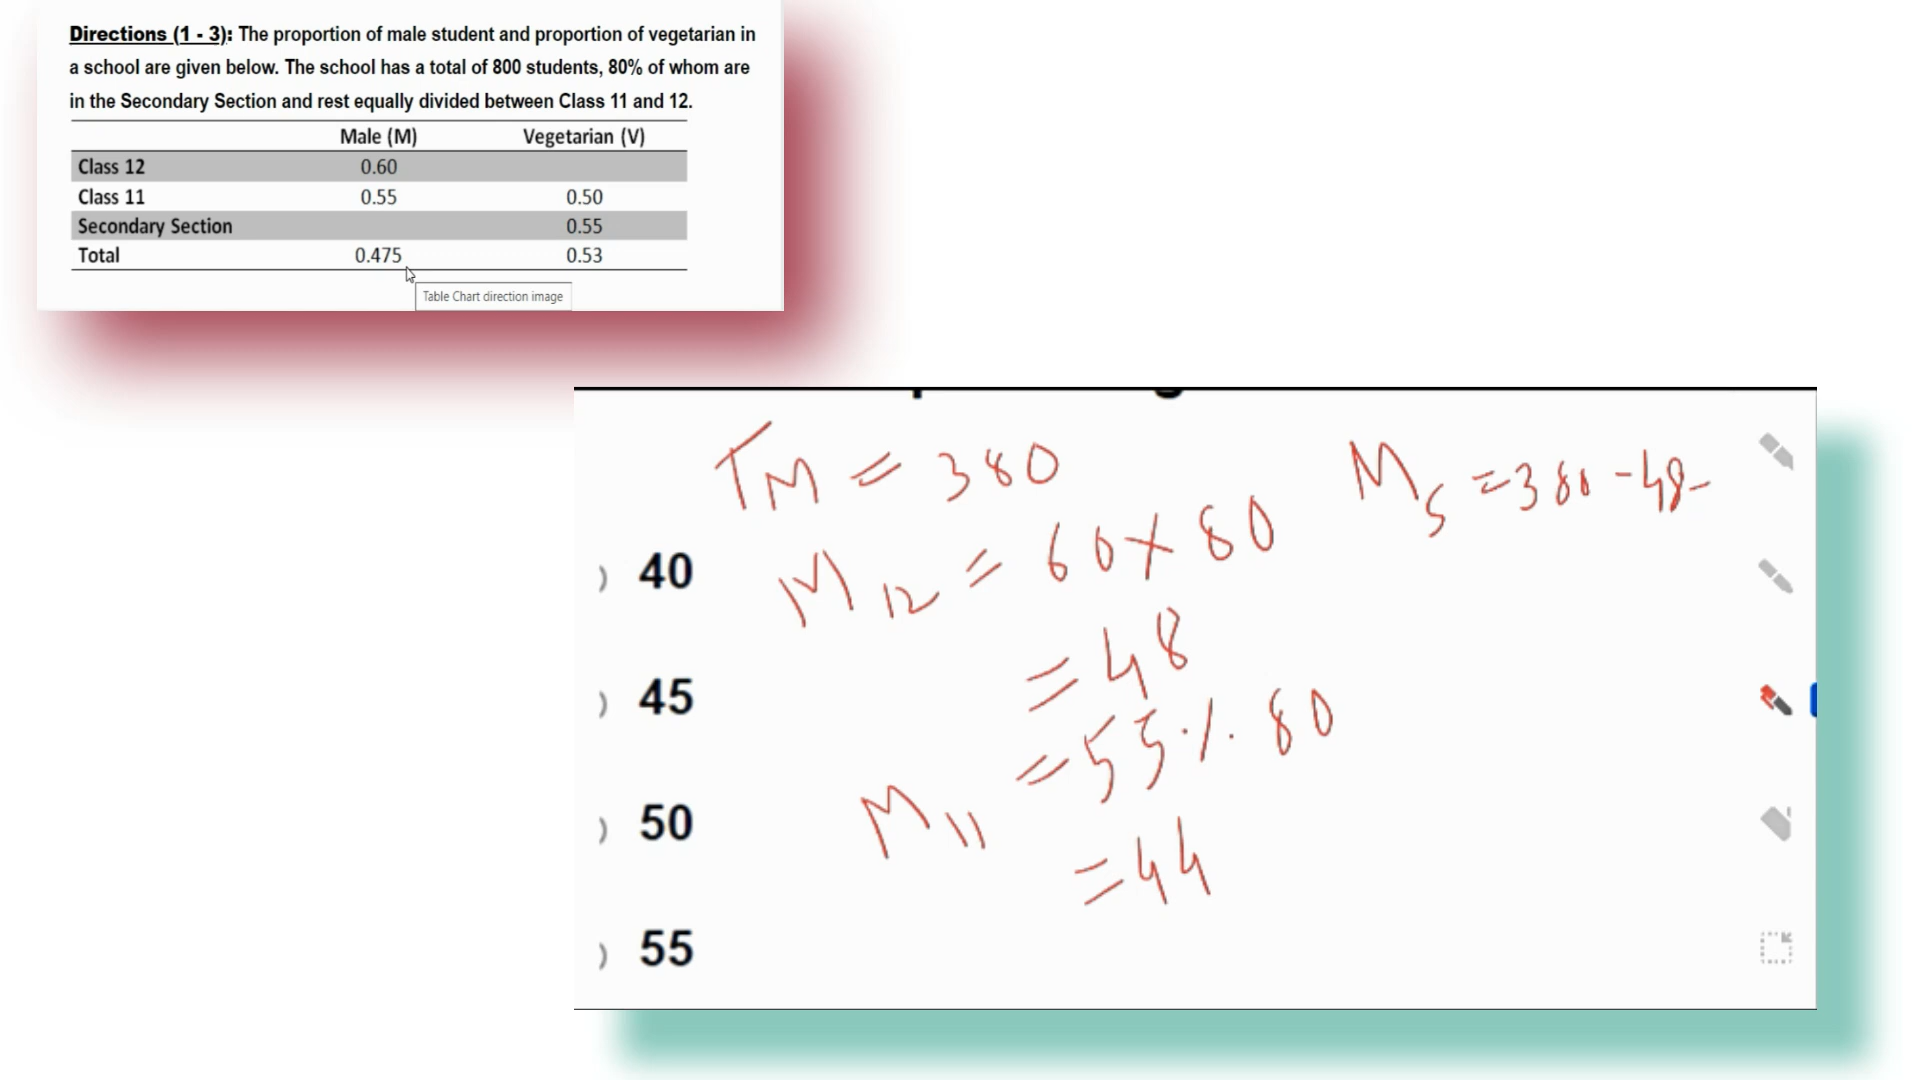 Directions (1 - 3): The proportion of male student and proportion of vegetarian in
a school are given below. The school has a total of 800 students, 80% of whom are
in the Secondary Section and rest equally divided between Class 11 and 12.
Male (M) Vegetarian (V)
Class 12 0.60
Class 11 0.55 0.50
Secondary Section 0.55
Total 0.475 0.53
Table Chart direction image
TM = 380
MS = 380 - 48 -
M12 = 60 x 80
= 48
M11 = 55% 80
= 44
) 40
) 45
) 50
) 55